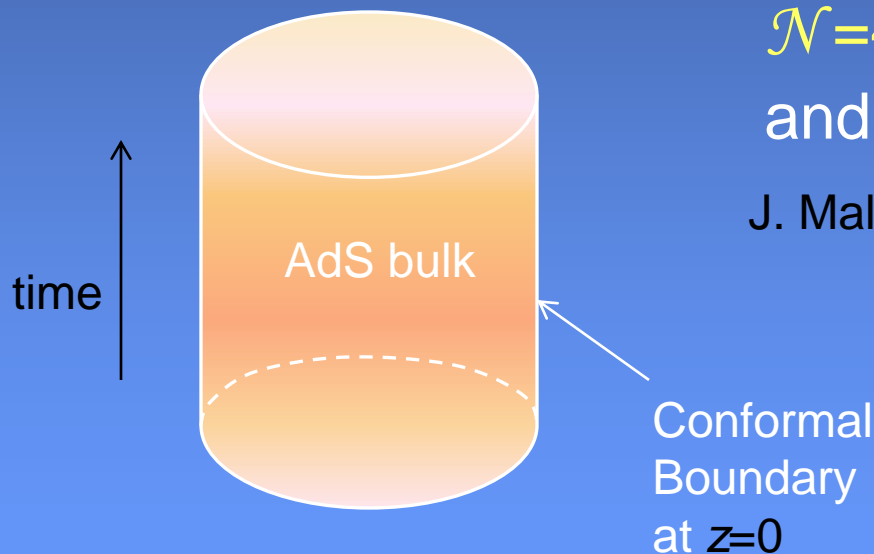 𝒩=
and
J. Mal
AdS bulk
time
Conformal
Boundary
at z=0